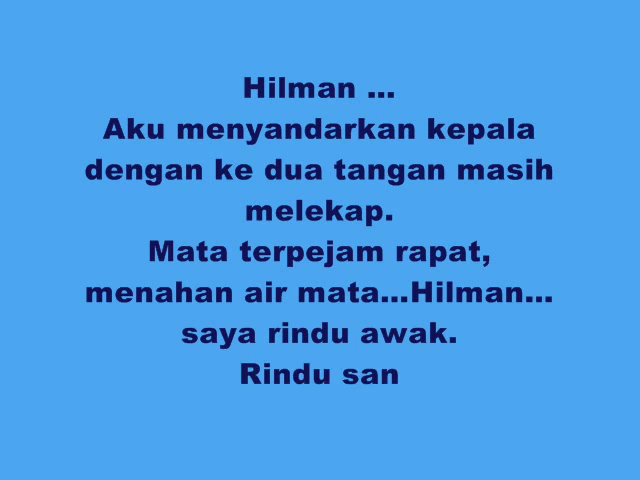 Hilman ...
Aku menyandarkan kepala
dengan ke dua tangan masih
melekap.
Mata terpejam rapat,
menahan air mata...Hilman...
saya rindu awak.
Rindu san